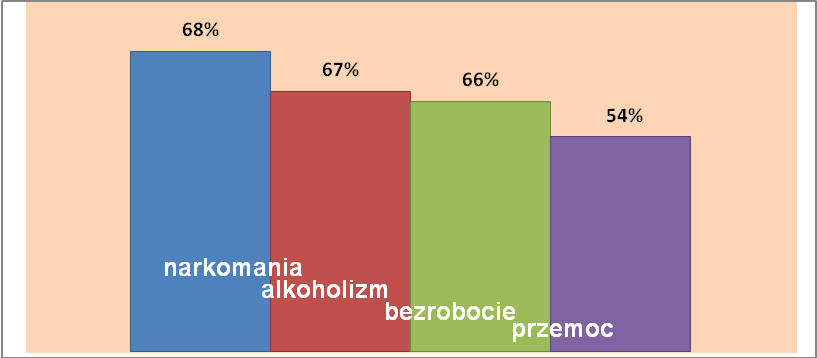 68%
67%
66%
54%
narkomania
alkoholizm
bezrobocie
przemoc